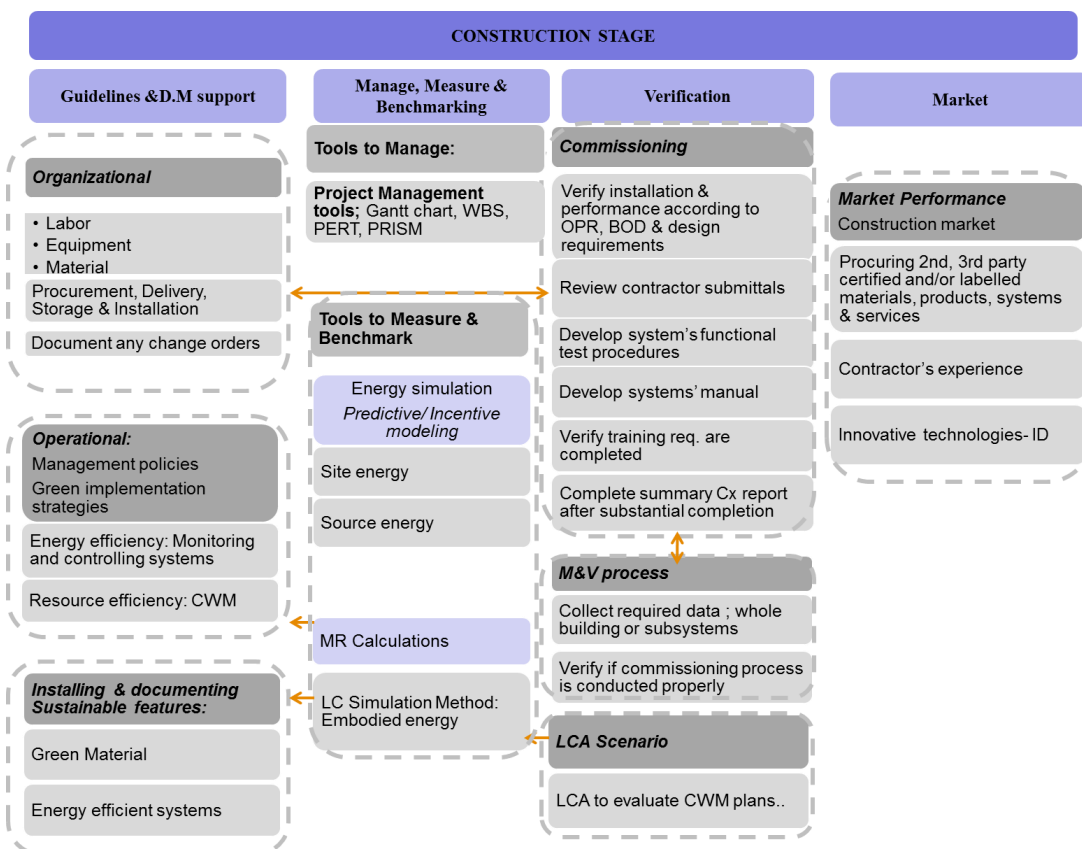 CONSTRUCTION STAGE
Guidelines &D.M support
Organizational
• Labor
• Equipment
• Material
Procurement, Delivery,
Storage & Installation
Document any change orders
Operational:
Management policies
Green implementation
strategies
Energy efficiency: Monitoring
and controlling systems
Resource efficiency: CWM
Installing & documenting
Sustainable features:
Green Material
Energy efficient systems
Manage, Measure &
Benchmarking
Tools to Manage:
Project Management
tools; Gantt chart, WBS,
PERT, PRISM
Tools to Measure &
Benchmark
Energy simulation
Predictive/ Incentive
modeling
Site energy
Source energy
MR Calculations
LC Simulation Method:
Embodied energy
Verification
Commissioning
Verify installation &
performance according to
OPR, BOD & design
requirements
Review contractor submittals
Develop system's functional
test procedures
Develop systems' manual
Verify training req. are
completed
Complete summary Cx report
after substantial completion
M&V process
Collect required data ; whole
building or subsystems
Verify if commissioning process
is conducted properly
LCA Scenario
LCA to evaluate CWM plans..
Market
Market Performance
Construction market
Procuring 2nd, 3rd party
certified and/or labelled
materials, products, systems
& services
Contractor's experience
Innovative technologies- ID